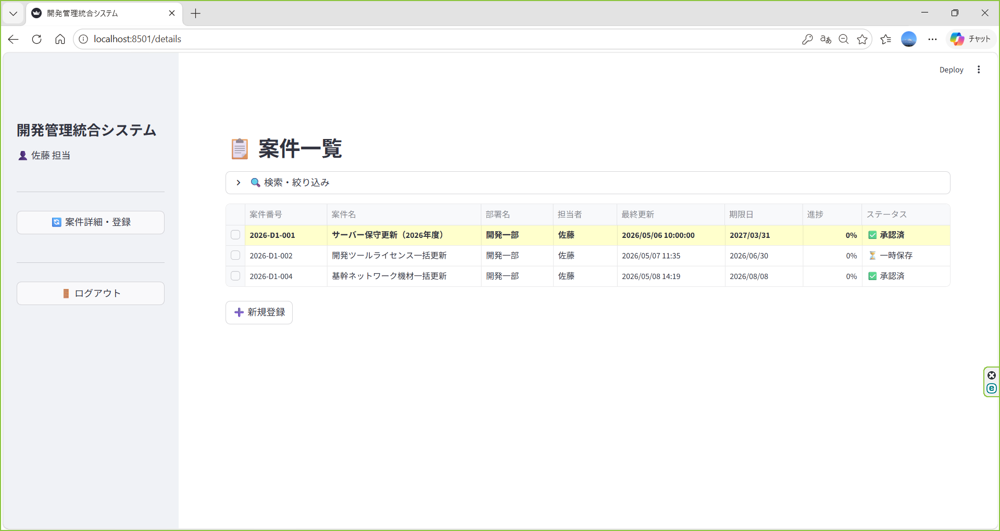 開発管理統合システム
localhost:8501/details
チャット
Deploy
開発管理統合システム
佐藤 担当
案件詳細・登録
ログアウト
案件一覧
検索・絞り込み
案件番号 案件名 部署名 担当者 最終更新 期限日 進捗 ステータス
2026-D1-001 サーバー保守更新（2026年度） 開発一部 佐藤 2026/05/06 10:00:00 2027/03/31 0% 承認済
2026-D1-002 開発ツールライセンス一括更新 開発一部 佐藤 2026/05/07 11:35 2026/06/30 0% 一時保存
2026-D1-004 基幹ネットワーク機材一括更新 開発一部 佐藤 2026/05/08 14:19 2026/08/08 0% 承認済
新規登録